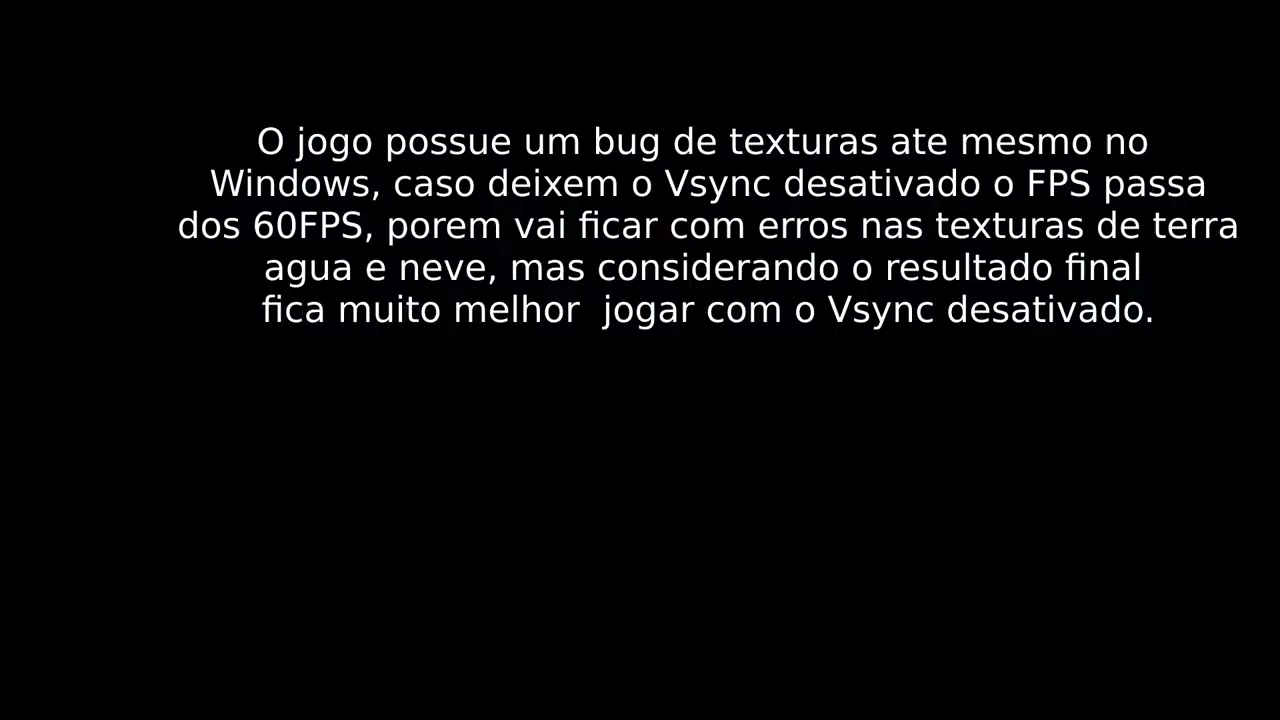 O jogo possue um bug de texturas ate mesmo no
Windows, caso deixem o Vsync desativado o FPS passa
dos 60FPS, porem vai ficar com erros nas texturas de terra
agua e neve, mas considerando o resultado final
fica muito melhor  jogar com o Vsync desativado.